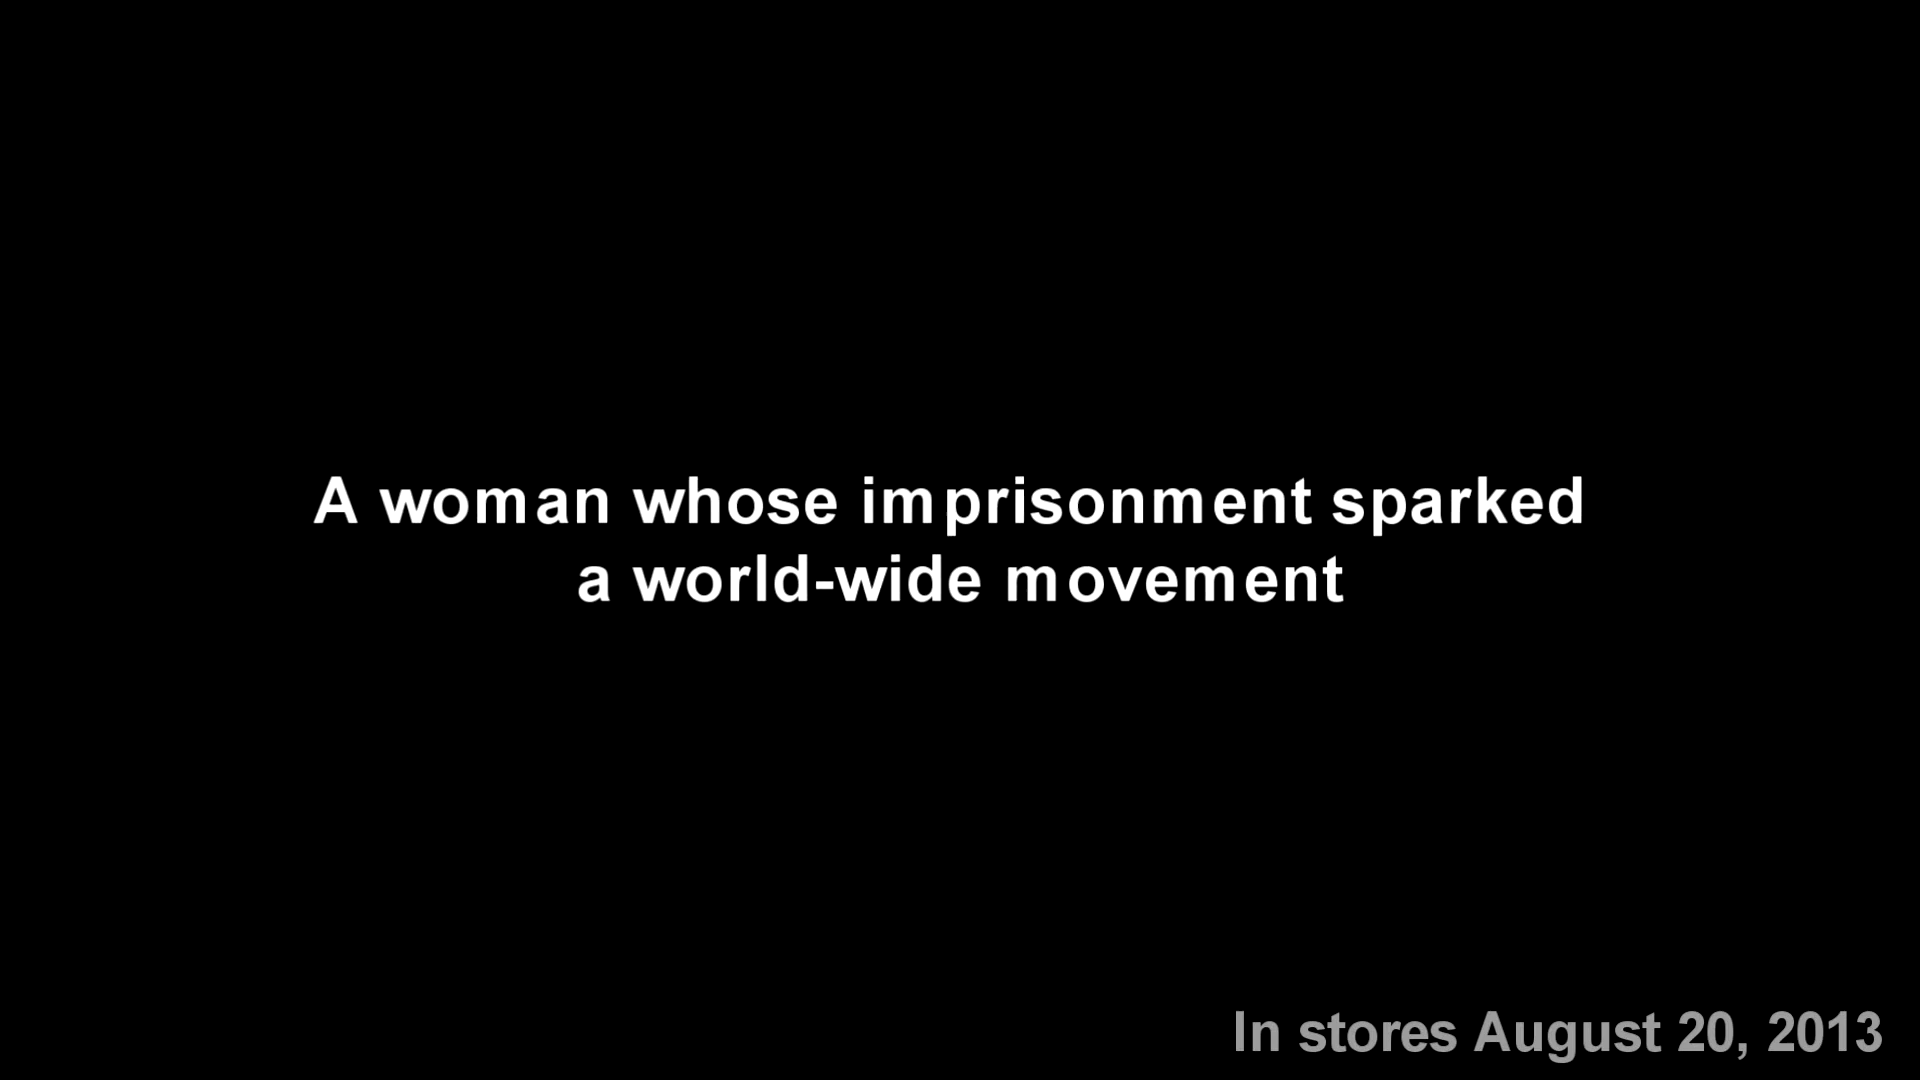 A woman whose imprisonment sparked
a world-wide movement
In stores August 20, 2013